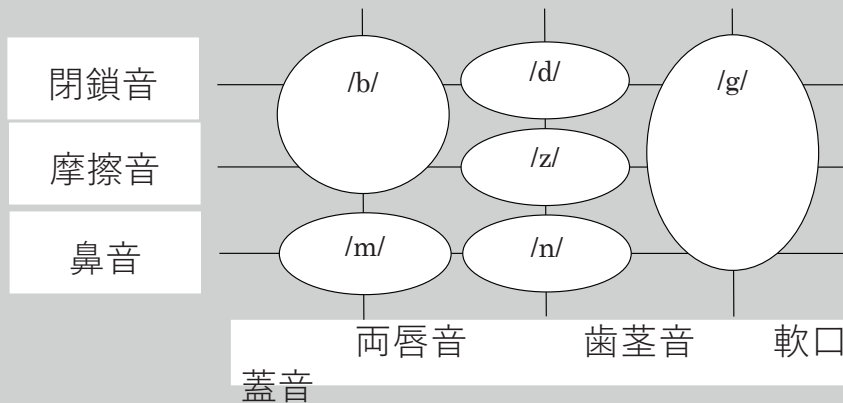 閉鎖音
摩擦音
鼻音
/b/ /d/ /g/
/z/
/m/ /n/
両唇音 歯茎音 軟口
蓋音